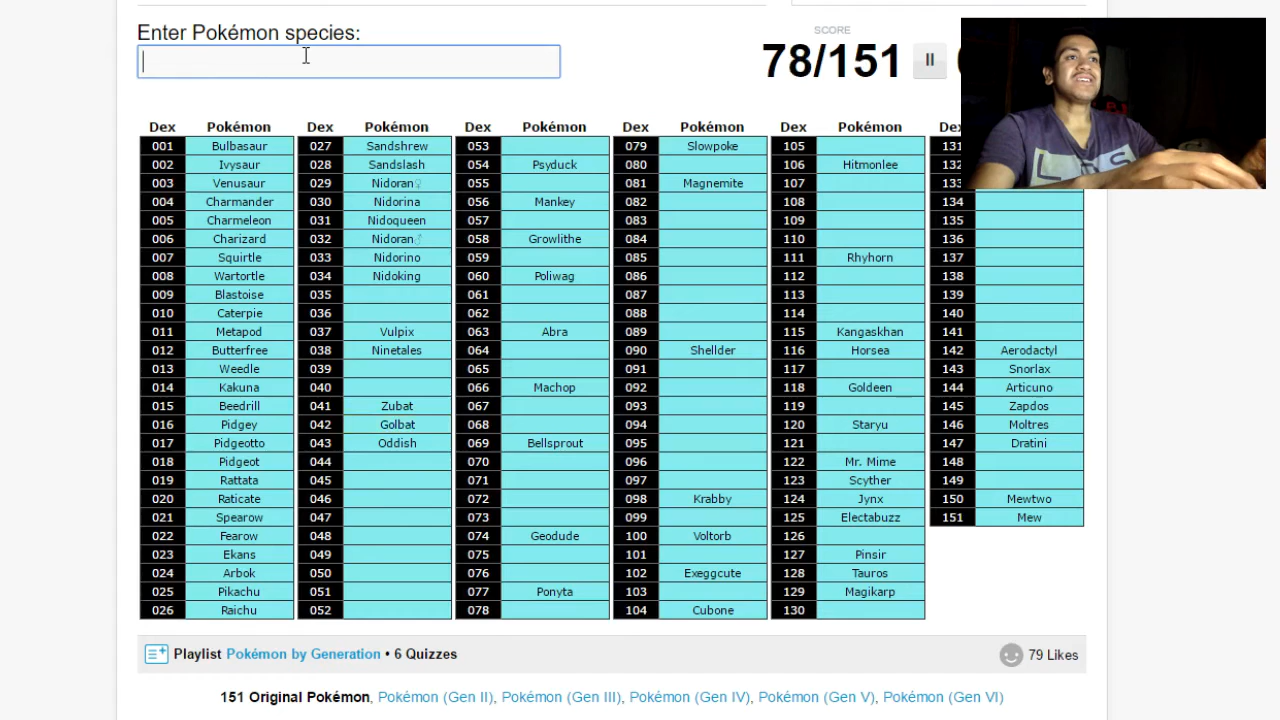 Enter Pokémon species:
SCORE
78/151
Dex Pokémon Dex Pokémon Dex Pokémon Dex Pokémon Dex Pokémon Dex
001 Bulbasaur 027 Sandshrew 053 079 Slowpoke 105 131
002 Ivysaur 028 Sandslash 054 Psyduck 080 106 Hitmonlee 132
003 Venusaur 029 Nidoran♀ 055 081 Magnemite 107 133
004 Charmander 030 Nidorina 056 Mankey 082 108 134
005 Charmeleon 031 Nidoqueen 057 083 109 135
006 Charizard 032 Nidoran♂ 058 Growlithe 084 110 136
007 Squirtle 033 Nidorino 059 085 111 Rhyhorn 137
008 Wartortle 034 Nidoking 060 Poliwag 086 112 138
009 Blastoise 035 061 087 113 139
010 Caterpie 036 062 088 114 140
011 Metapod 037 Vulpix 063 Abra 089 115 Kangaskhan 141
012 Butterfree 038 Ninetales 064 090 Shellder 116 Horsea 142 Aerodactyl
013 Weedle 039 065 091 117 143 Snorlax
014 Kakuna 040 066 Machop 092 118 Goldeen 144 Articuno
015 Beedrill 041 Zubat 067 093 119 145 Zapdos
016 Pidgey 042 Golbat 068 094 120 Staryu 146 Moltres
017 Pidgeotto 043 Oddish 069 Bellsprout 095 121 147 Dratini
018 Pidgeot 044 070 096 122 Mr. Mime 148
019 Rattata 045 071 097 123 Scyther 149
020 Raticate 046 072 098 Krabby 124 Jynx 150 Mewtwo
021 Spearow 047 073 099 125 Electabuzz 151 Mew
022 Fearow 048 074 Geodude 100 Voltorb 126
023 Ekans 049 075 101 127 Pinsir
024 Arbok 050 076 102 Exeggcute 128 Tauros
025 Pikachu 051 077 Ponyta 103 129 Magikarp
026 Raichu 052 078 104 Cubone 130
Playlist Pokémon by Generation • 6 Quizzes 79 Likes
151 Original Pokémon, Pokémon (Gen II), Pokémon (Gen III), Pokémon (Gen IV), Pokémon (Gen V), Pokémon (Gen VI)